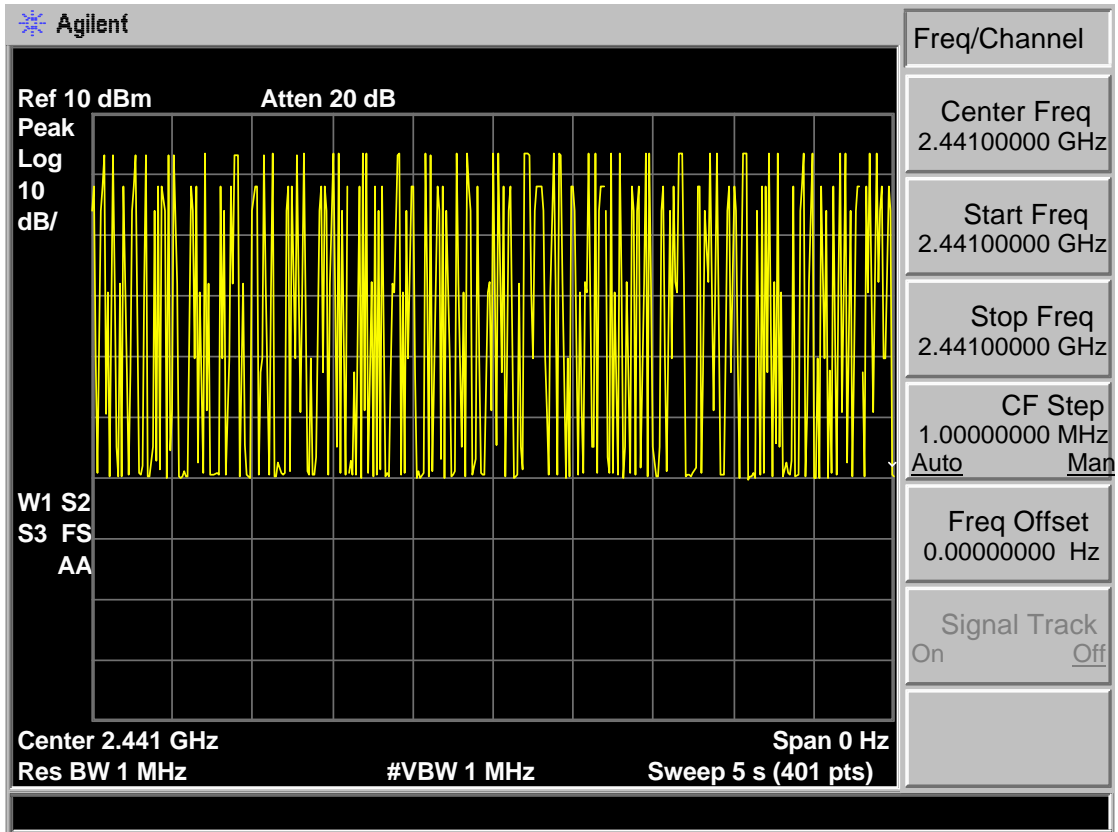 Agilent
Freq/Channel
Ref 10 dBm Atten 20 dB
Peak
Log
10
dB/
W1 S2
S3 FS
AA
Center 2.441 GHz Span 0 Hz
Res BW 1 MHz #VBW 1 MHz Sweep 5 s (401 pts)
Center Freq
2.44100000 GHz
Start Freq
2.44100000 GHz
Stop Freq
2.44100000 GHz
CF Step
1.00000000 MHz
Auto Man
Freq Offset
0.00000000 Hz
Signal Track
On Off